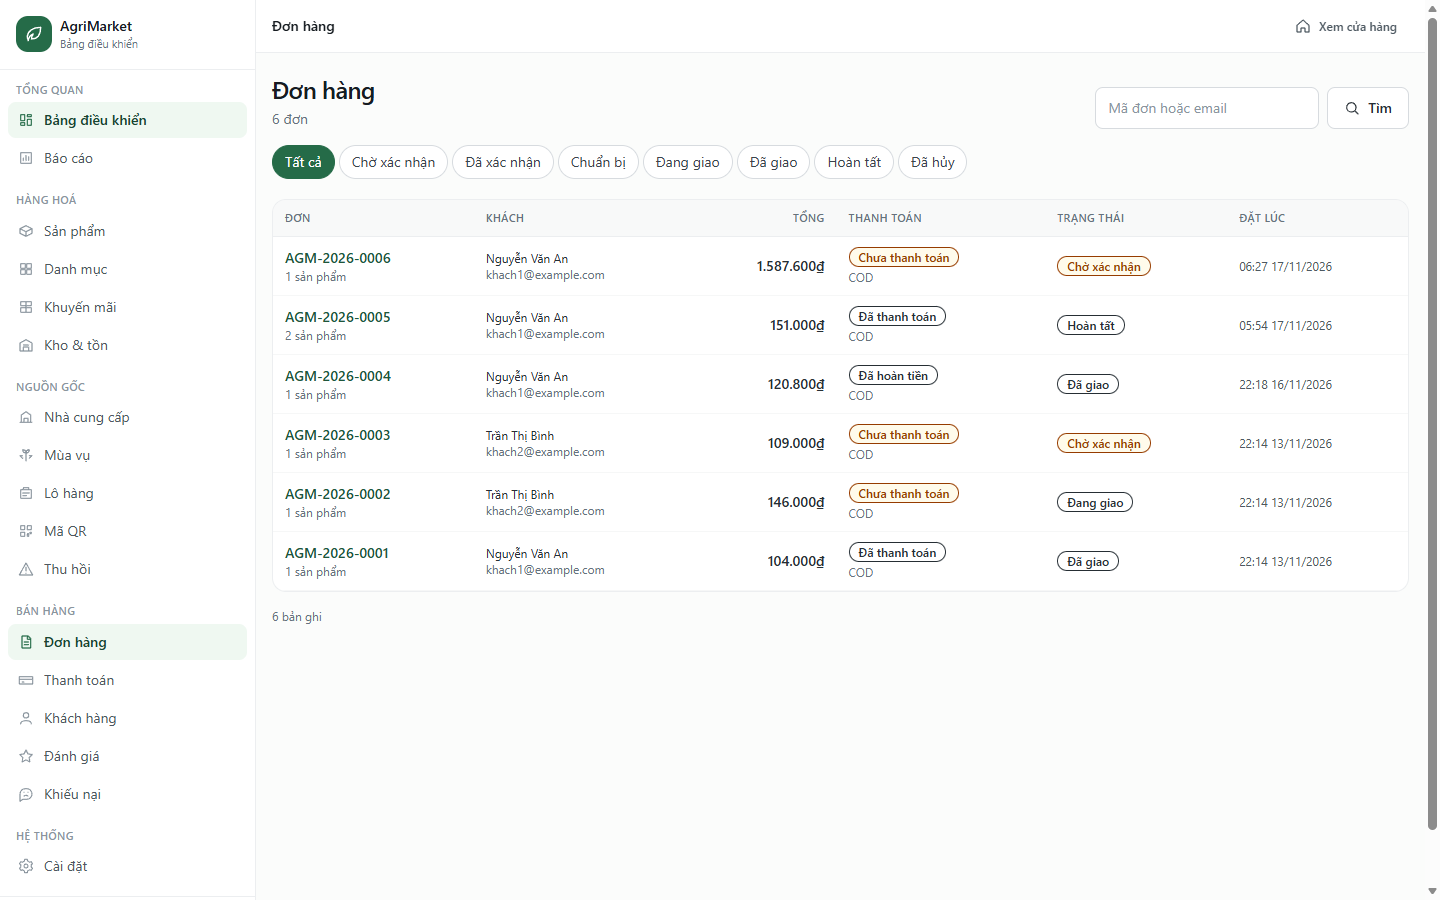 AgriMarket
Bảng điều khiển
TỔNG QUAN
Bảng điều khiển
Báo cáo
HÀNG HOÁ
Sản phẩm
Danh mục
Khuyến mãi
Kho & tồn
NGUỒN GỐC
Nhà cung cấp
Mùa vụ
Lô hàng
Mã QR
Thu hồi
BÁN HÀNG
Đơn hàng
Thanh toán
Khách hàng
Đánh giá
Khiếu nại
HỆ THỐNG
Cài đặt
Đơn hàng
Xem cửa hàng
Đơn hàng
6 đơn
Mã đơn hoặc email
Tìm
Tất cả Chờ xác nhận Đã xác nhận Chuẩn bị Đang giao Đã giao Hoàn tất Đã hủy
ĐƠN KHÁCH TỔNG THANH TOÁN TRẠNG THÁI ĐẶT LÚC
AGM-2026-0006 Nguyễn Văn An 1.587.600₫ Chưa thanh toán Chờ xác nhận 06:27 17/11/2026
1 sản phẩm khach1@example.com COD
AGM-2026-0005 Nguyễn Văn An 151.000₫ Đã thanh toán Hoàn tất 05:54 17/11/2026
2 sản phẩm khach1@example.com COD
AGM-2026-0004 Nguyễn Văn An 120.800₫ Đã hoàn tiền Đã giao 22:18 16/11/2026
1 sản phẩm khach1@example.com COD
AGM-2026-0003 Trần Thị Bình 109.000₫ Chưa thanh toán Chờ xác nhận 22:14 13/11/2026
1 sản phẩm khach2@example.com COD
AGM-2026-0002 Trần Thị Bình 146.000₫ Chưa thanh toán Đang giao 22:14 13/11/2026
1 sản phẩm khach2@example.com COD
AGM-2026-0001 Nguyễn Văn An 104.000₫ Đã thanh toán Đã giao 22:14 13/11/2026
1 sản phẩm khach1@example.com COD
6 bản ghi